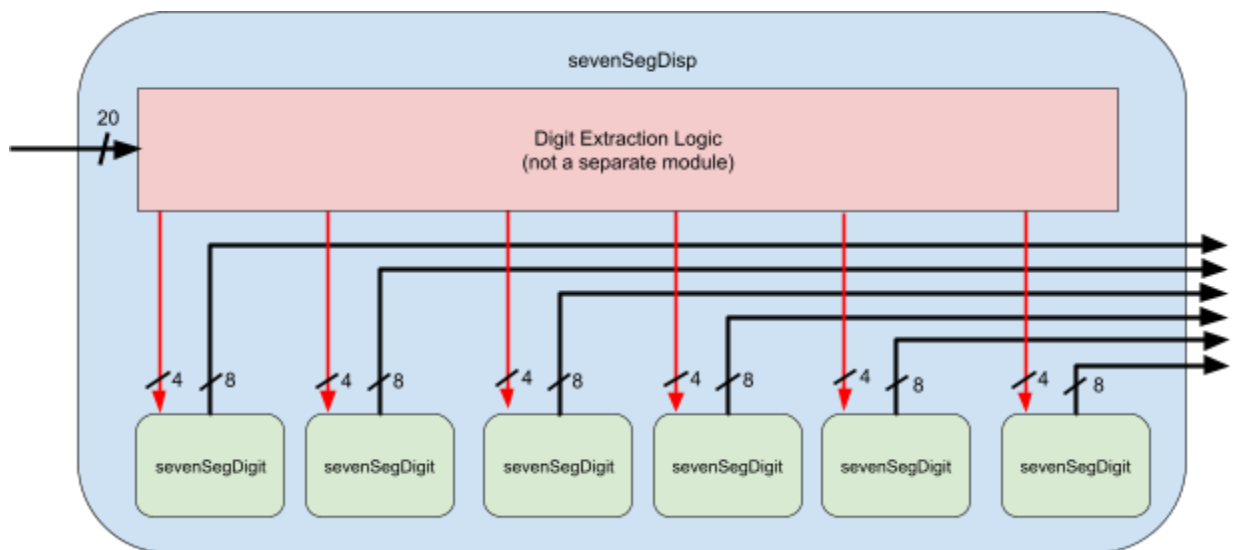 sevenSegDisp
20
Digit Extraction Logic
(not a separate module)
4 8 4 8 4 8 4 8 4 8 4 8
sevenSegDigit sevenSegDigit sevenSegDigit sevenSegDigit sevenSegDigit sevenSegDigit